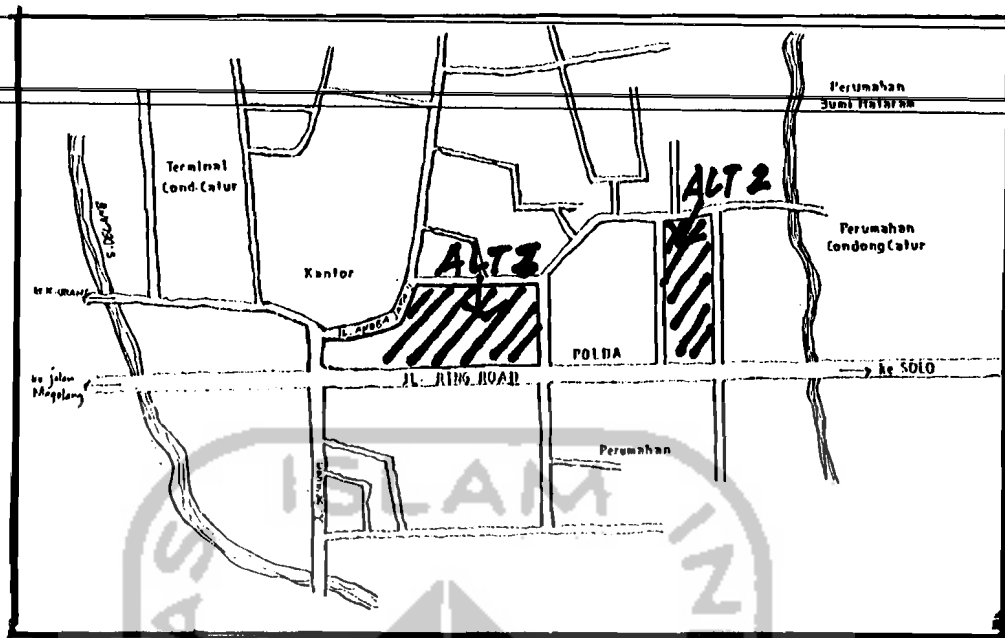 Perumahan
Bumi Mataram
Terminal
Cond.Catur
ALT 2
Perumahan
Condong Catur
Kantor
ALT I
POLDA
JL. RING ROAD
ke SOLO
ke jalan
Magelang
Perumahan
ISLAM